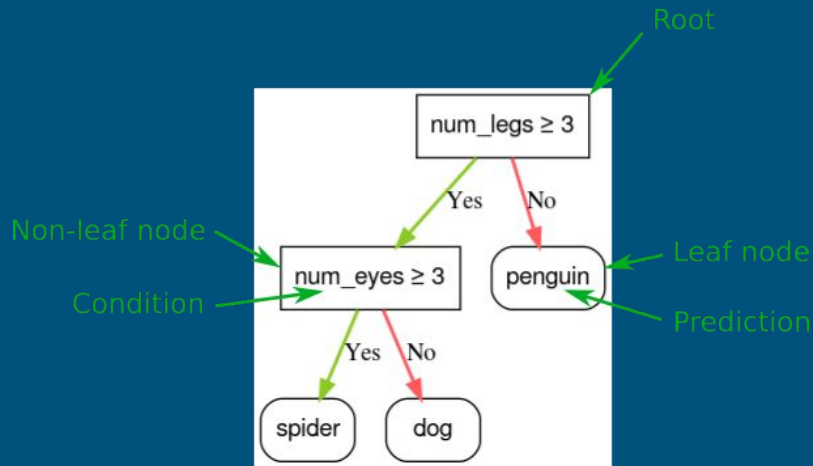 Root
num_legs ≥ 3
Yes
No
Non-leaf node
num_eyes ≥ 3
Condition
penguin
Leaf node
Prediction
Yes
No
spider
dog